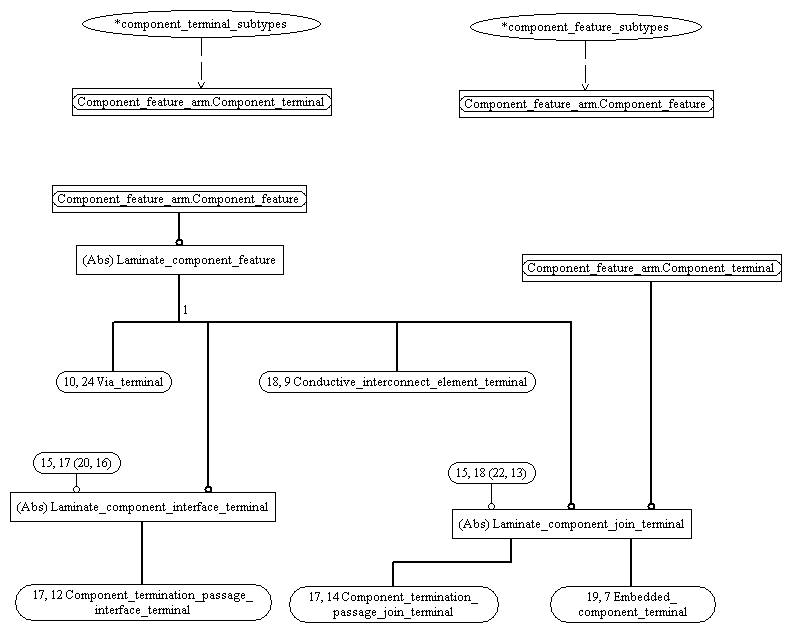 *component_terminal_subtypes
*component_feature_subtypes
Component_feature_arm.Component_terminal
Component_feature_arm.Component_feature
Component_feature_arm.Component_feature
(Abs) Laminate_component_feature
Component_feature_arm.Component_terminal
1
10, 24 Via_terminal
18, 9 Conductive_interconnect_element_terminal
15, 17 (20, 16)
15, 18 (22, 13)
(Abs) Laminate_component_interface_terminal
(Abs) Laminate_component_join_terminal
17, 12 Component_termination_passage_
interface_terminal
17, 14 Component_termination_
passage_join_terminal
19, 7 Embedded_
component_terminal